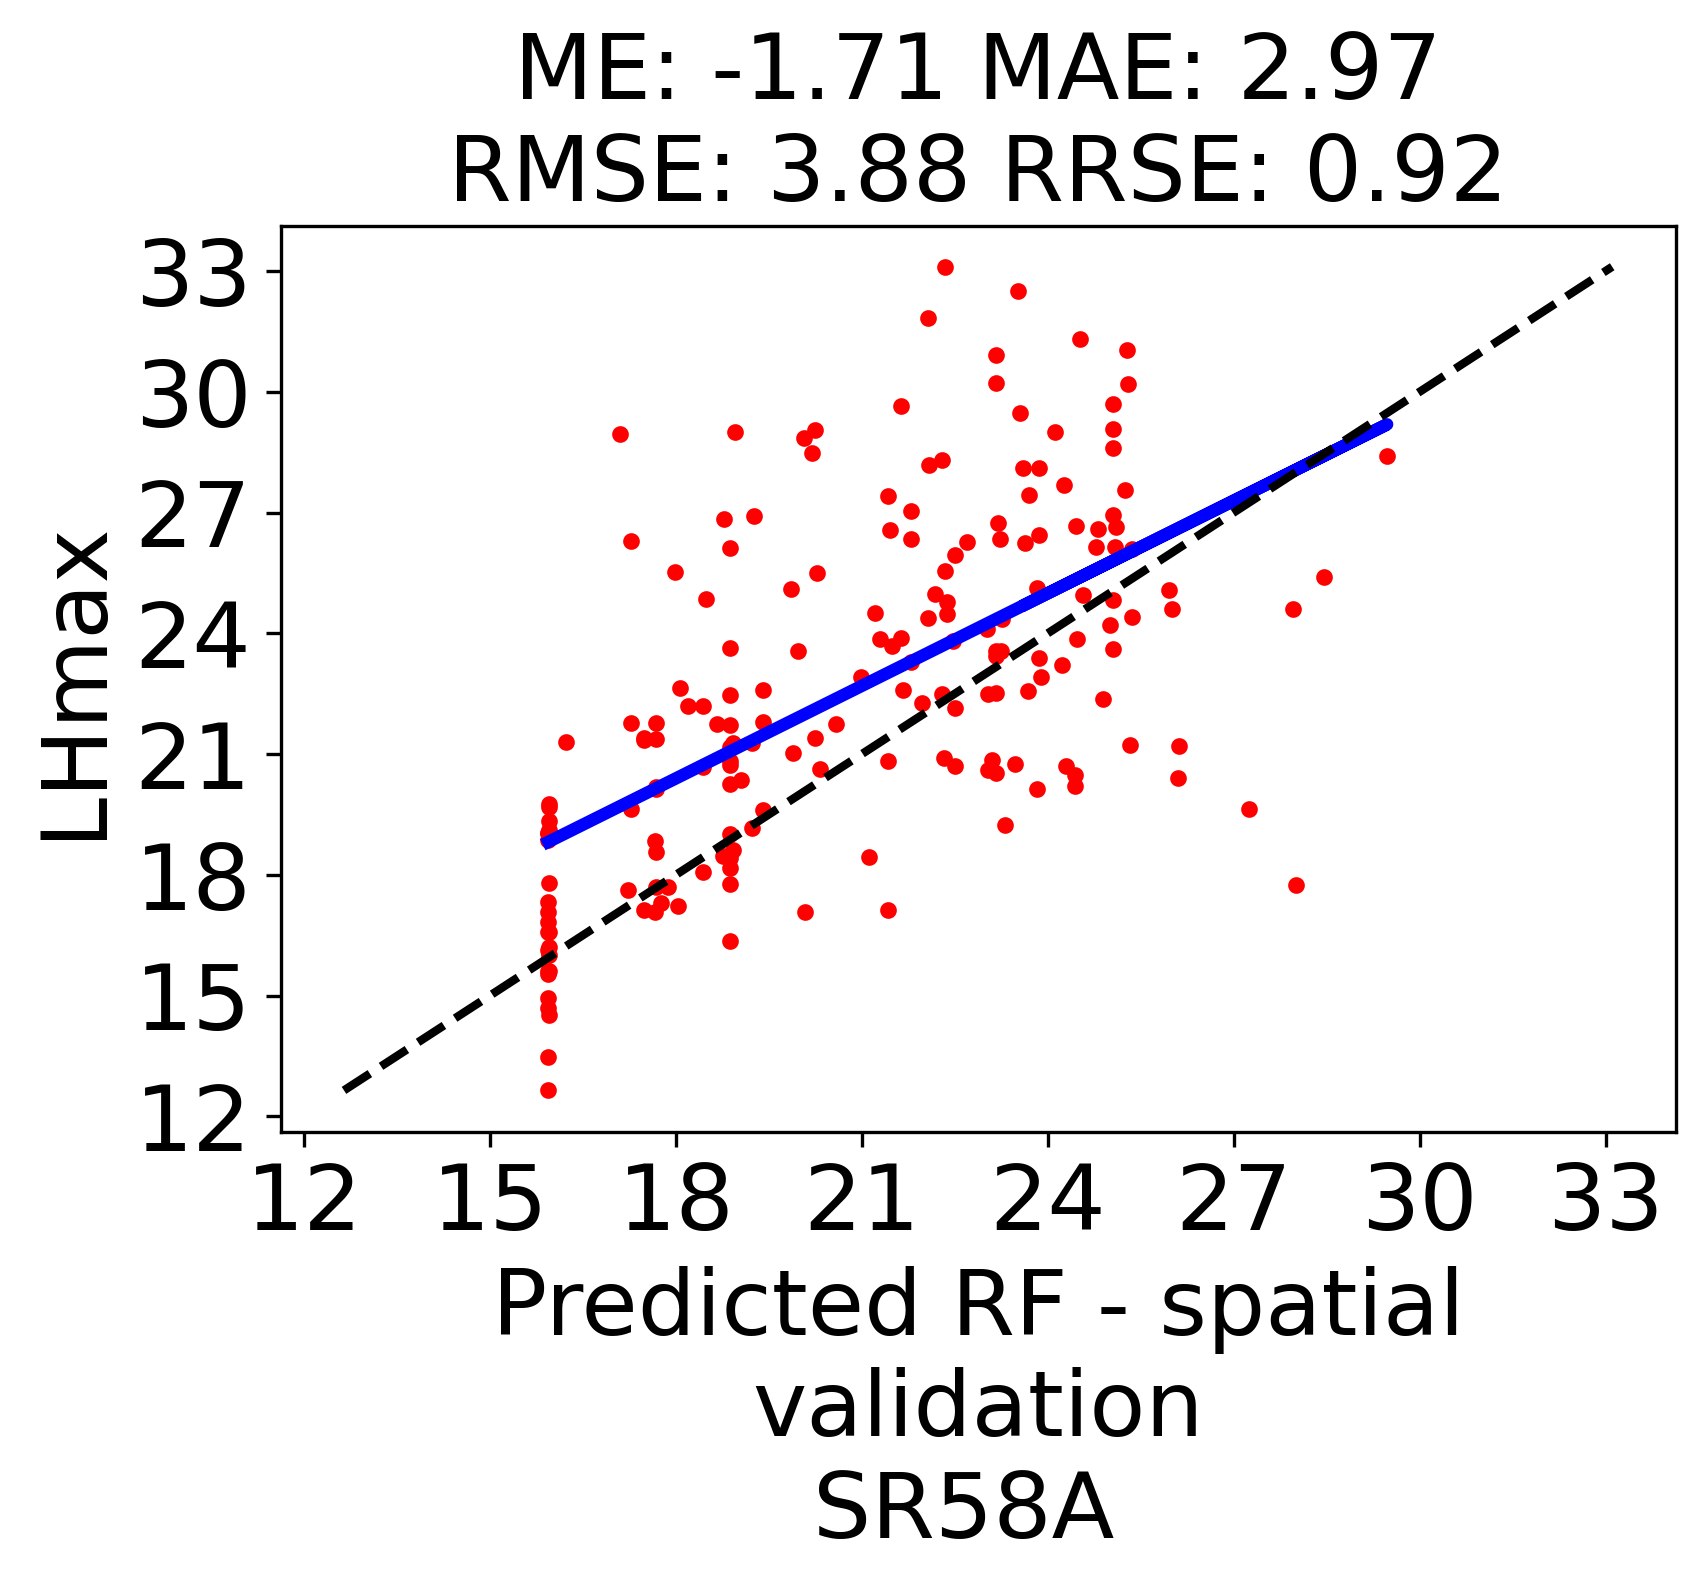 ME: -1.71 MAE: 2.97
RMSE: 3.88 RRSE: 0.92
33
30
27
24
21
18
15
12
LHmax
12 15 18 21 24 27 30 33
Predicted RF - spatial
validation
SR58A